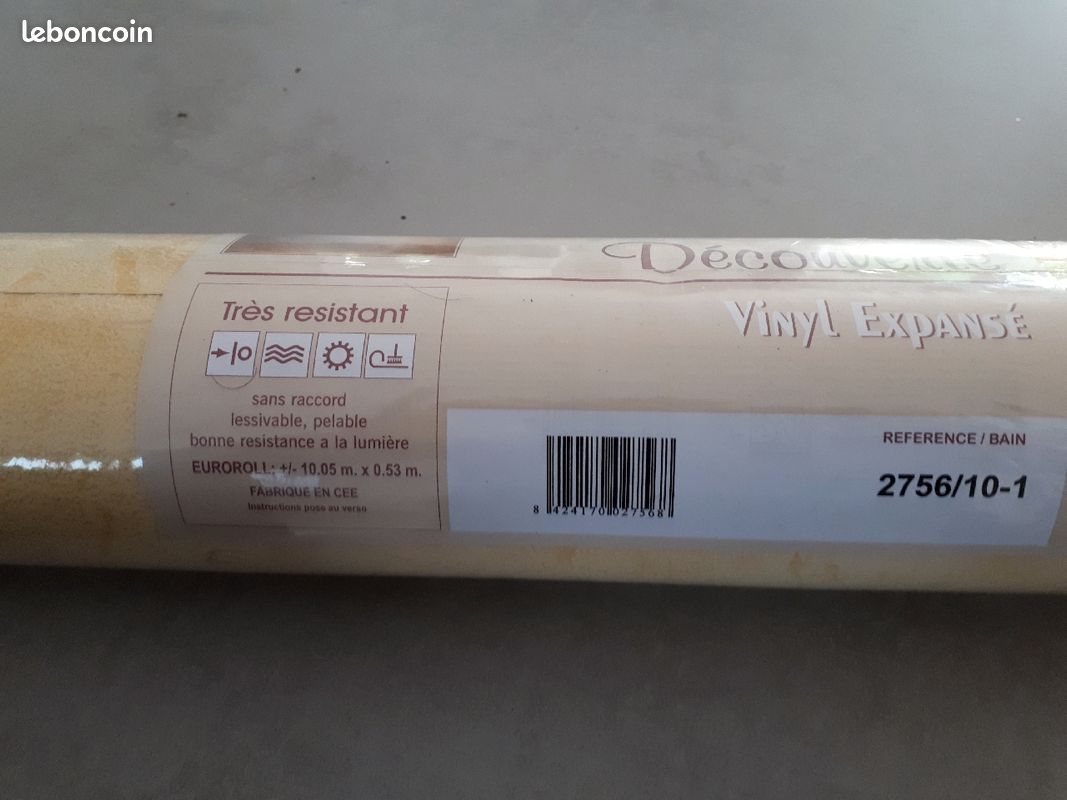 leboncoin
Découverte
Très resistant
Vinyl Expansé
sans raccord
lessivable, pelable
bonne resistance a la lumière
EUROROLL: +/- 10.05 m. x 0.53 m.
FABRIQUE EN CEE
Instructions pose au verso
REFERENCE / BAIN
2756/10-1
8 424170 027568